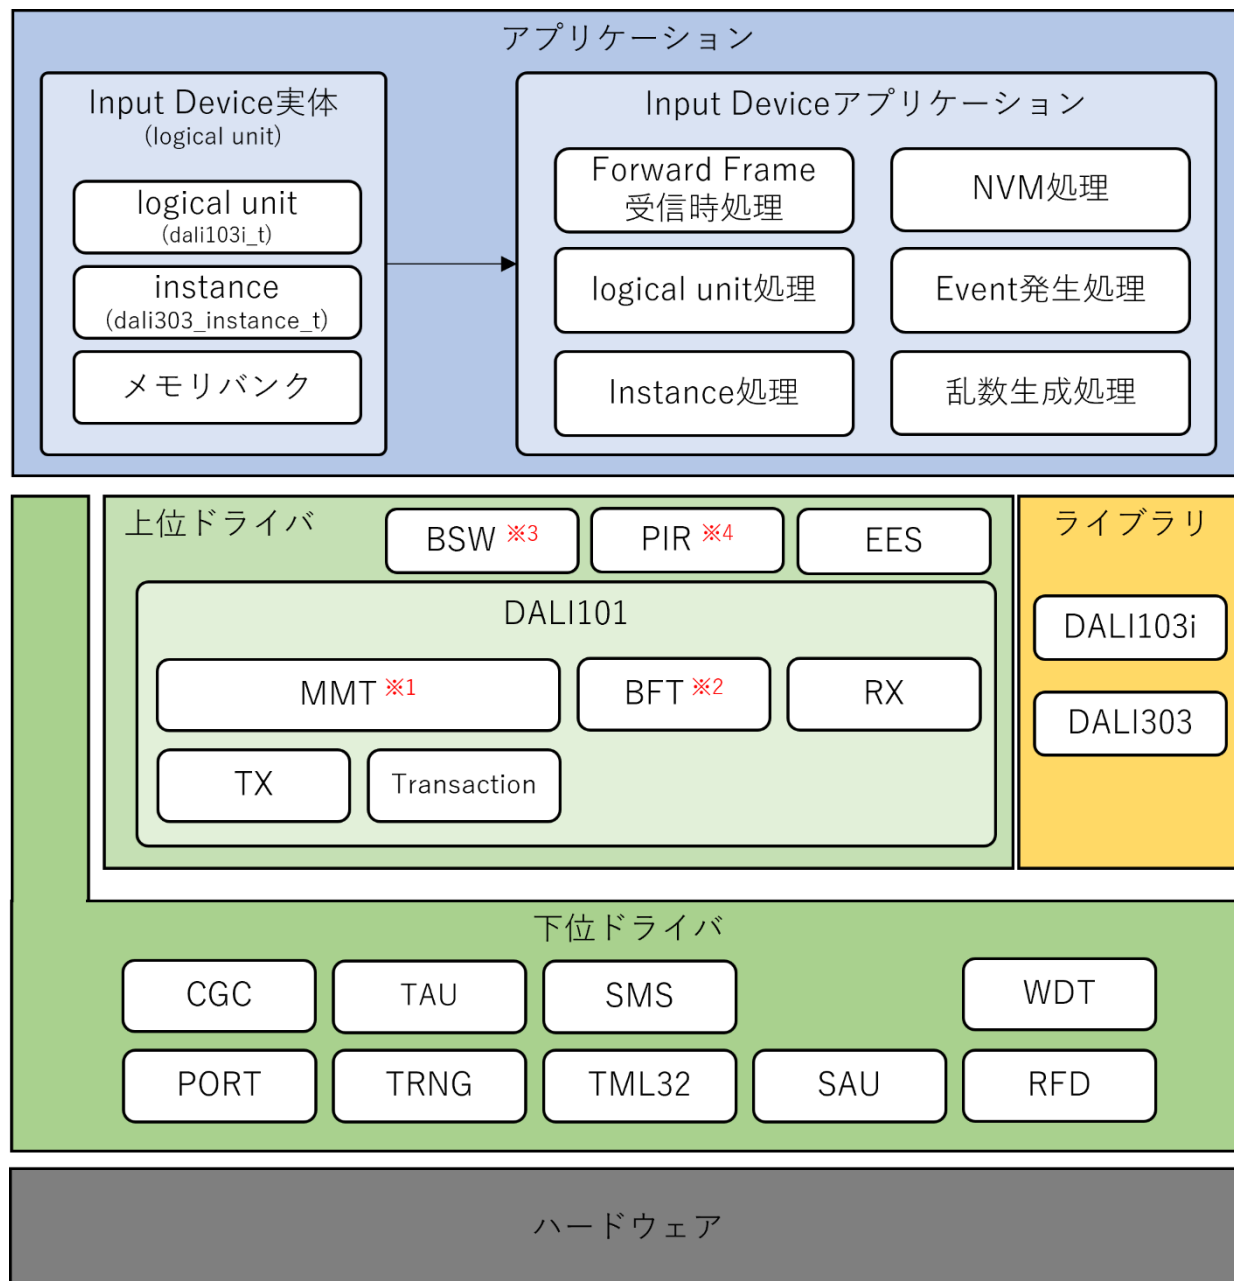 アプリケーション
Input Device実体
(logical unit)
logical unit
(dali103i_t)
instance
(dali303_instance_t)
メモリバンク
Input Deviceアプリケーション
Forward Frame
受信時処理
NVM処理
logical unit処理
Event発生処理
Instance処理
乱数生成処理
上位ドライバ
BSW ※3
PIR ※4
EES
DALI101
MMT ※1
BFT ※2
RX
TX
Transaction
ライブラリ
DALI103i
DALI303
下位ドライバ
CGC
TAU
SMS
WDT
PORT
TRNG
TML32
SAU
RFD
ハードウェア